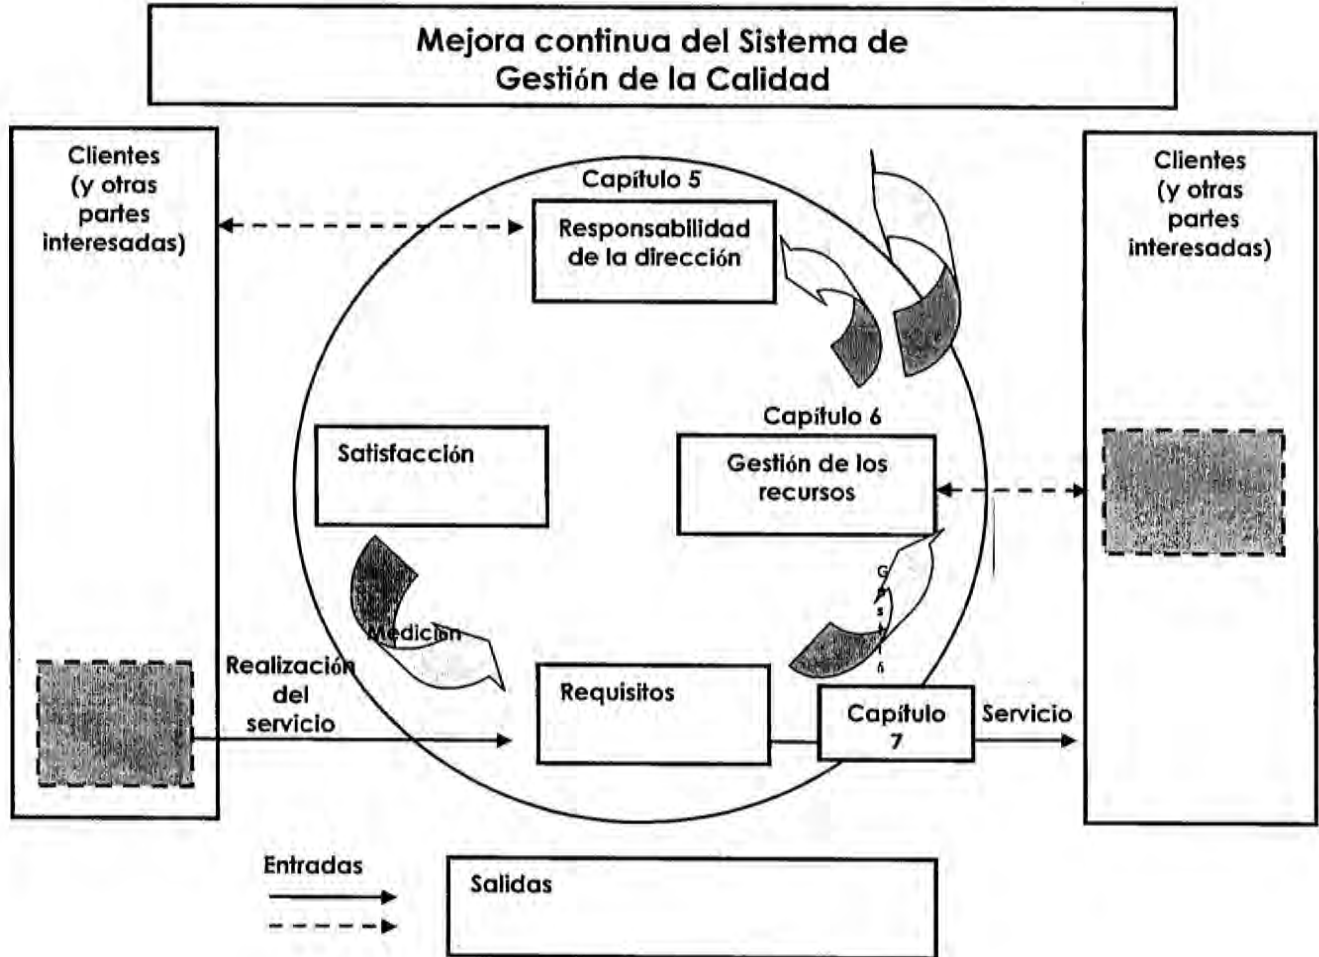 Mejora continua del Sistema de
Gestión de la Calidad
Clientes
(y otras
partes
interesadas)
Capítulo 5
Responsabilidad
de la dirección
Clientes
(y otras
partes
interesadas)
Capítulo 6
Satisfacción
Gestión de los
recursos
Medición
Realización
del
servicio
Requisitos
Capítulo
7
Servicio
Entradas
Salidas